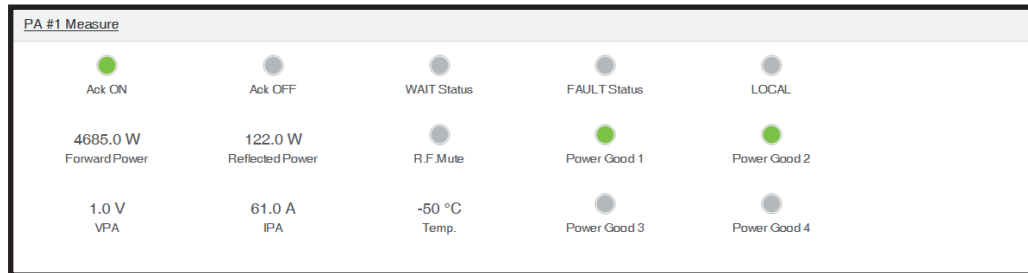 PA #1 Measure
Ack ON Ack OFF WAIT Status FAULT Status LOCAL
4685.0 W 122.0 W
Forward Power Reflected Power R.F.Mute Power Good 1 Power Good 2
1.0 V 61.0 A -50 °C
VPA IPA Temp. Power Good 3 Power Good 4